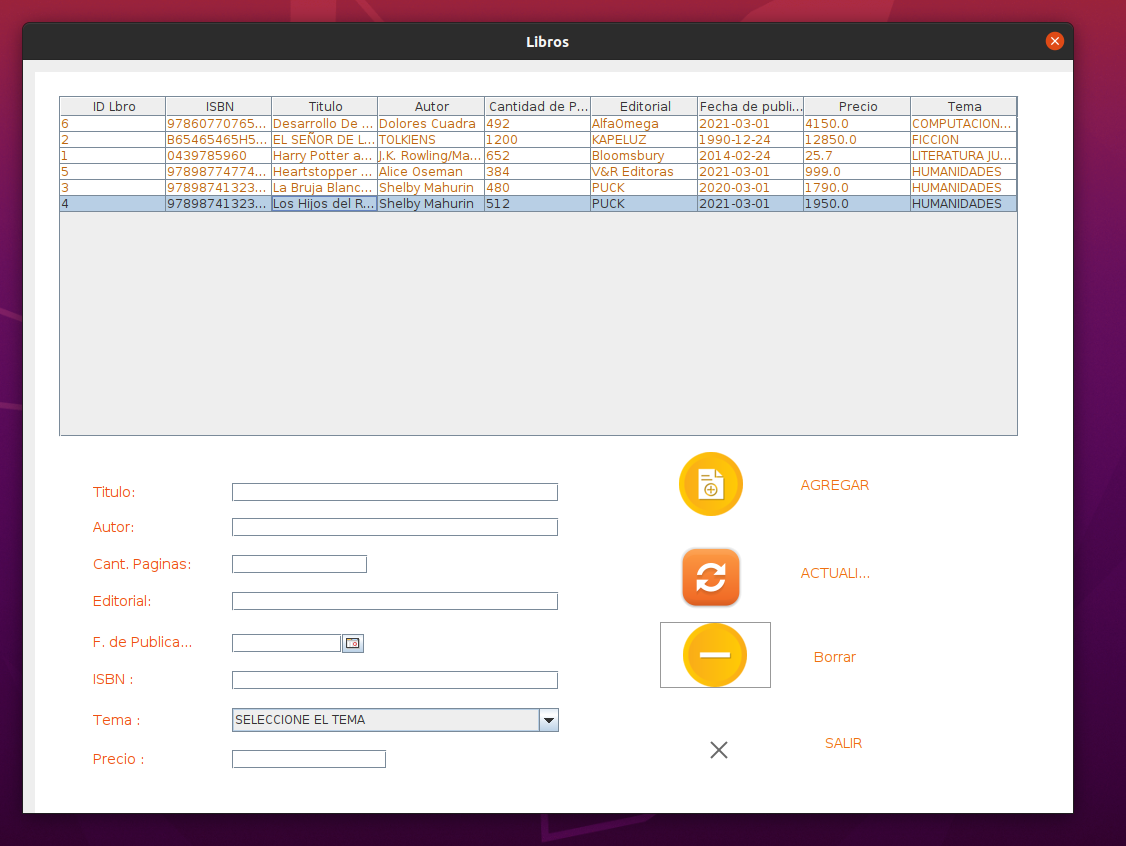 Libros
ID Lbro ISBN Titulo Autor Cantidad de P... Editorial Fecha de publi... Precio Tema
6 97860770765... Desarrollo De ... Dolores Cuadra 492 AlfaOmega 2021-03-01 4150.0 COMPUTACION...
2 B65465465H5... EL SEÑOR DE L... TOLKIENS 1200 KAPELUZ 1990-12-24 12850.0 FICCION
1 0439785960 Harry Potter a... J.K. Rowling/Ma... 652 Bloomsbury 2014-02-24 25.7 LITERATURA JU...
5 97898774774... Heartstopper ... Alice Oseman 384 V&R Editoras 2021-03-01 999.0 HUMANIDADES
3 97898741323... La Bruja Blanc... Shelby Mahurin 480 PUCK 2020-03-01 1790.0 HUMANIDADES
4 97898741323... Los Hijos del R... Shelby Mahurin 512 PUCK 2021-03-01 1950.0 HUMANIDADES
Titulo:
Autor:
Cant. Paginas:
Editorial:
F. de Publica...
ISBN :
Tema : SELECCIONE EL TEMA
Precio :
AGREGAR
ACTUALI...
Borrar
SALIR